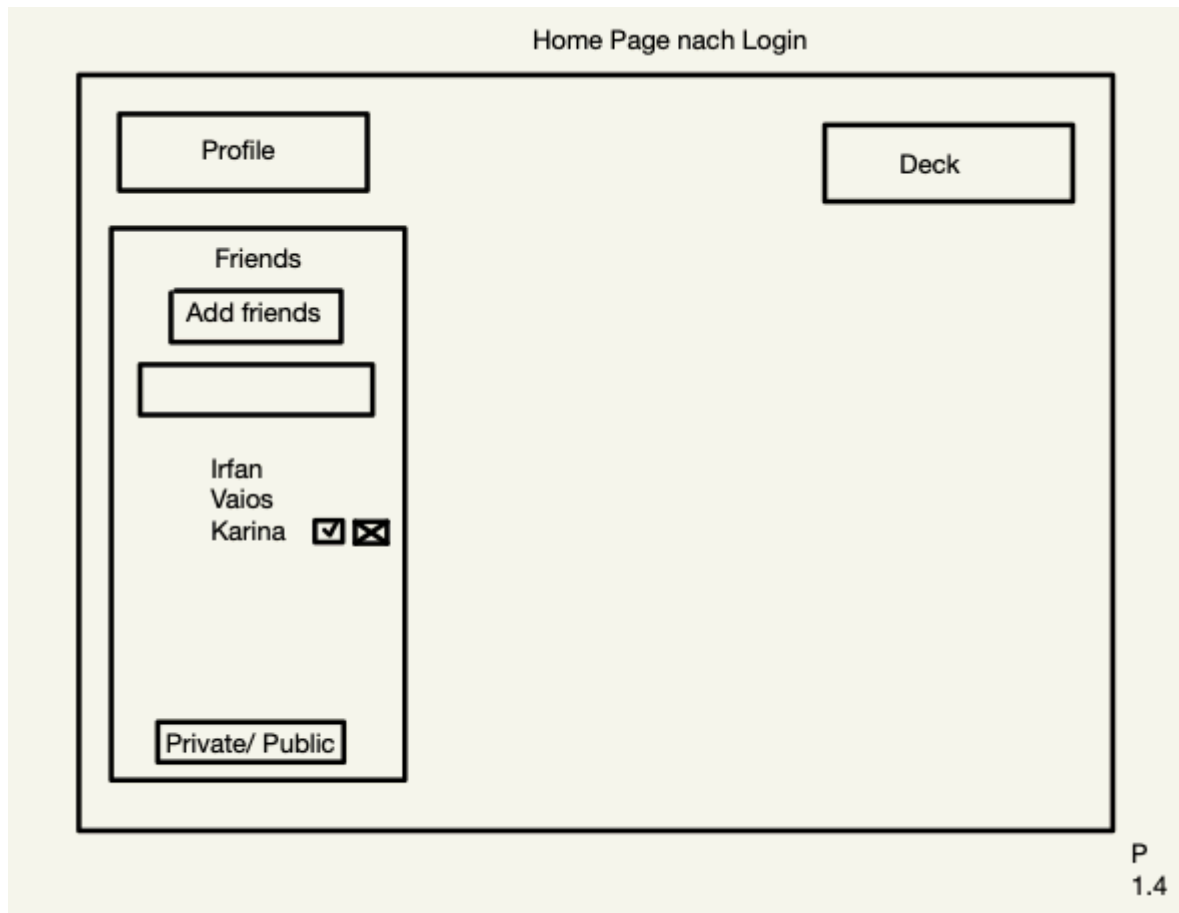 Home Page nach Login
Profile
Deck
Friends
Add friends
Irfan
Vaios
Karina
Private/ Public
P
1.4